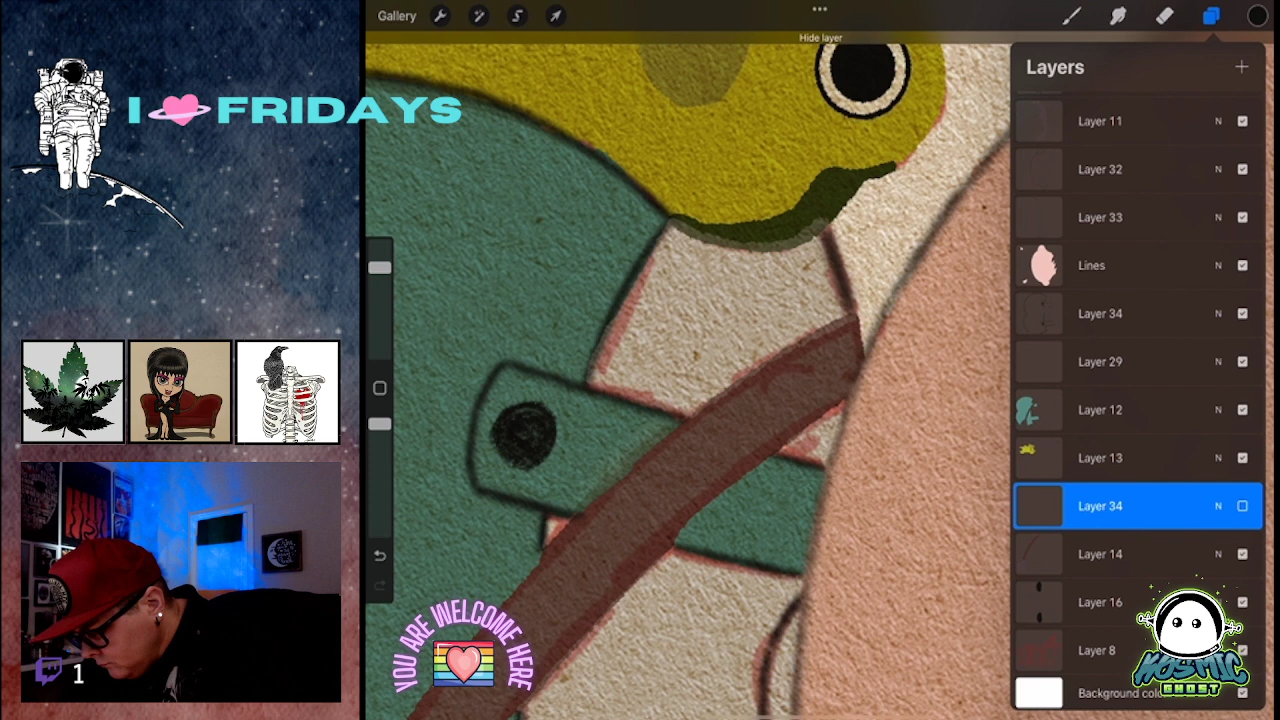 Gallery
Hide layer
I FRIDAYS
Layers
Layer 11 N
Layer 32 N
Layer 33 N
Lines N
Layer 34 N
Layer 29 N
Layer 12 N
Layer 13 N
Layer 34 N
Layer 14 N
Layer 16
Layer 8
Background colo
YOU ARE WELCOME HERE
1
KOSMIC
GHOST